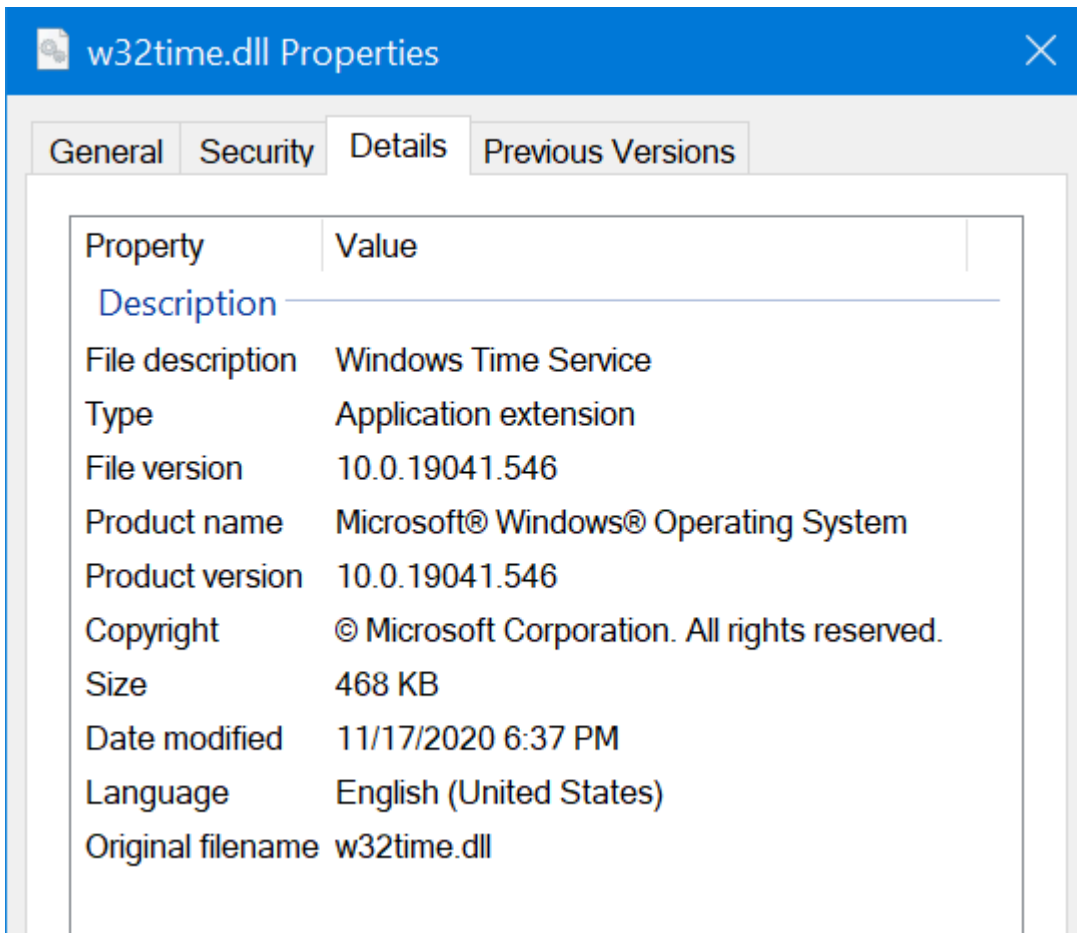 w32time.dll Properties
General Security Details Previous Versions
Property Value
Description
File description Windows Time Service
Type Application extension
File version 10.0.19041.546
Product name Microsoft® Windows® Operating System
Product version 10.0.19041.546
Copyright © Microsoft Corporation. All rights reserved.
Size 468 KB
Date modified 11/17/2020 6:37 PM
Language English (United States)
Original filename w32time.dll